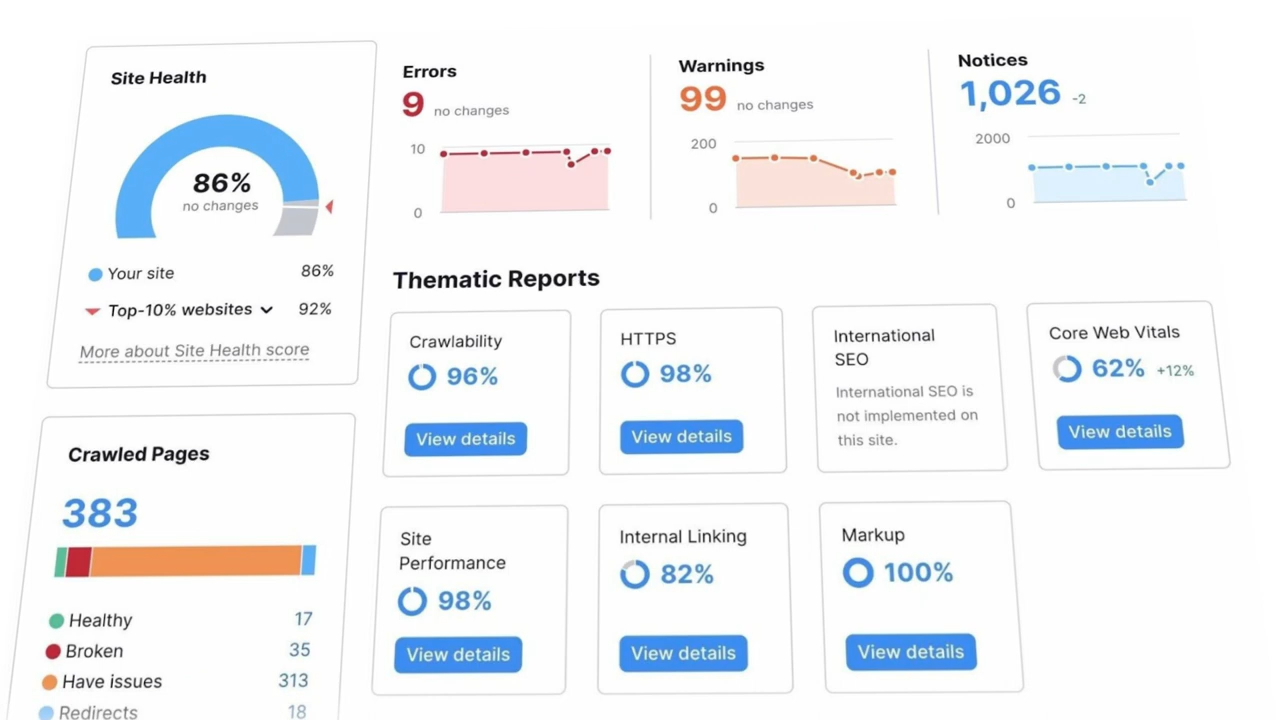 Site Health
86%
no changes
Your site 86%
Top-10% websites 92%
More about Site Health score
Errors
9 no changes
10
0
Warnings
99 no changes
200
0
Notices
1,026 -2
2000
0
Thematic Reports
Crawlability
96%
View details
HTTPS
98%
View details
International
SEO
International SEO is
not implemented on
this site.
Core Web Vitals
62% +12%
View details
Site
Performance
98%
View details
Internal Linking
82%
View details
Markup
100%
View details
Crawled Pages
383
Healthy 17
Broken 35
Have issues 313
Redirects 18